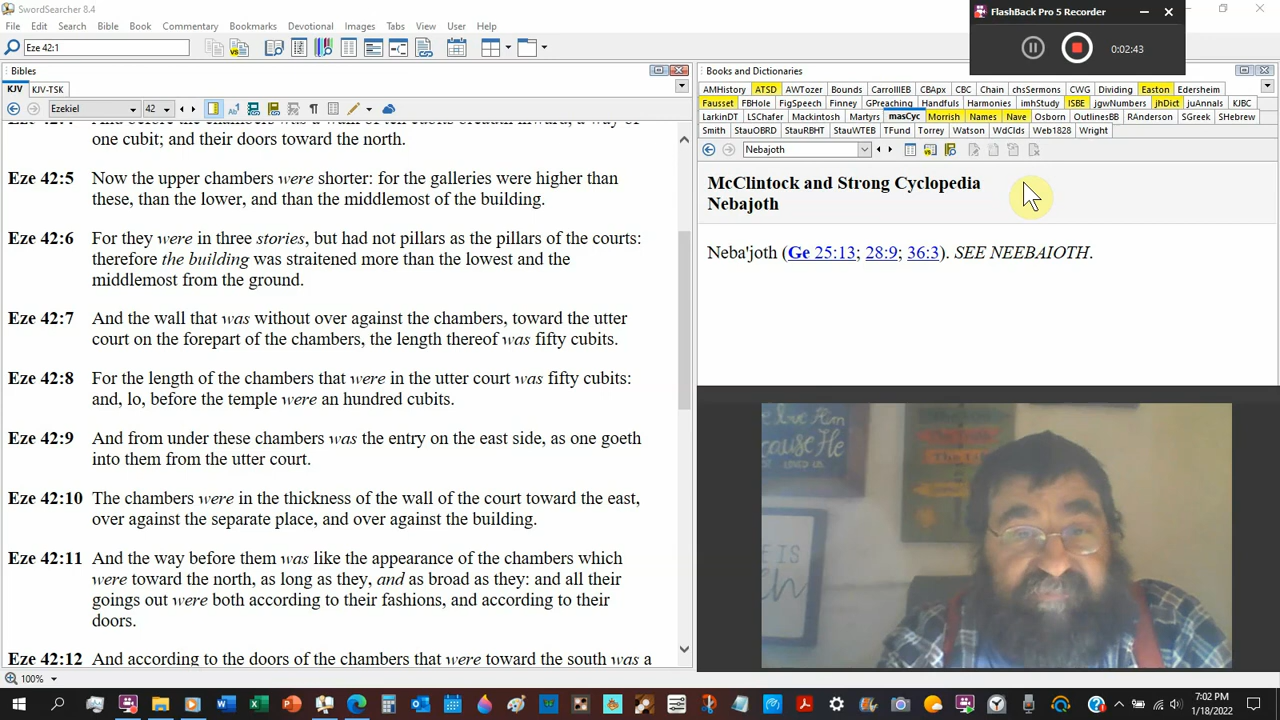 SwordSearcher 8.4
File Edit Search Bible Book Commentary Bookmarks Devotional Images Tabs View User Help
Eze 42:1
FlashBack Pro 5 Recorder
0:02:43
Bibles
KJV KJV-TSK
Ezekiel 42
one cubit; and their doors toward the north.
Eze 42:5 Now the upper chambers were shorter: for the galleries were higher than
these, than the lower, and than the middlemost of the building.
Eze 42:6 For they were in three stories, but had not pillars as the pillars of the courts:
therefore the building was straitened more than the lowest and the
middlemost from the ground.
Eze 42:7 And the wall that was without over against the chambers, toward the utter
court on the forepart of the chambers, the length thereof was fifty cubits.
Eze 42:8 For the length of the chambers that were in the utter court was fifty cubits:
and, lo, before the temple were an hundred cubits.
Eze 42:9 And from under these chambers was the entry on the east side, as one goeth
into them from the utter court.
Eze 42:10 The chambers were in the thickness of the wall of the court toward the east,
over against the separate place, and over against the building.
Eze 42:11 And the way before them was like the appearance of the chambers which
were toward the north, as long as they, and as broad as they: and all their
goings out were both according to their fashions, and according to their
doors.
Eze 42:12 And according to the doors of the chambers that were toward the south was a
100%
Books and Dictionaries
AMHistory ATSD AWTozer Bounds CarrollIEB CBApx CBC Chain chsSermons CWG Dividing Easton Edersheim
Fausset FBHole FigSpeech Finney GPreaching Handfuls Harmonies imhStudy ISBE jgwNumbers jhDict juAnnals KJBC
LarkinDT LSChafer Mackintosh Martyrs masCyc Morrish Names Nave Osborn OutlinesBB RAnderson SGreek SHebrew
Smith StauOBRD StauRBHT StauWTEB TFund Torrey Watson WdClds Web1828 Wright
Nebajoth
McClintock and Strong Cyclopedia
Nebajoth
Neba'joth (Ge 25:13; 28:9; 36:3). SEE NEEBAIOTH.
We love Him
Because He
7:02 PM
1/18/2022